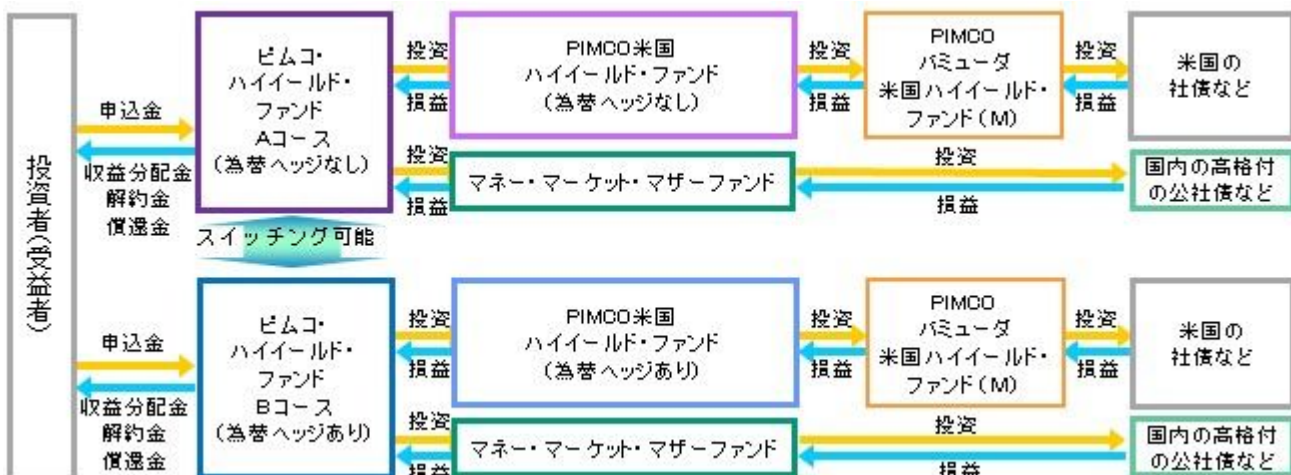 投資者(受益者)
申込金
収益分配金
解約金
償還金
ピムコ・
ハイイールド・
ファンド
Aコース
(為替ヘッジなし)
投資
損益
投資
損益
PIMCO米国
ハイイールド・ファンド
(為替ヘッジなし)
マネー・マーケット・マザーファンド
投資
損益
PIMCO
バミューダ
米国ハイイールド・
ファンド(M)
投資
損益
米国の
社債など
投資
損益
国内の高格付
の公社債など
スイッチング可能
申込金
収益分配金
解約金
償還金
ピムコ・
ハイイールド・
ファンド
Bコース
(為替ヘッジあり)
投資
損益
投資
損益
PIMCO米国
ハイイールド・ファンド
(為替ヘッジあり)
マネー・マーケット・マザーファンド
投資
損益
PIMCO
バミューダ
米国ハイイールド・
ファンド(M)
投資
損益
米国の
社債など
投資
損益
国内の高格付
の公社債など